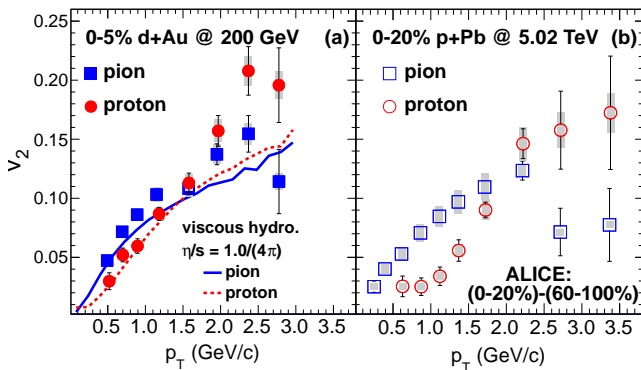 0-5% d+Au @ 200 GeV (a)
pion
proton
viscous hydro.
η/s = 1.0/(4π)
pion
proton
v2
0.05
0.10
0.15
0.20
0.5 1.0 1.5 2.0 2.5 3.0 3.5
pT (GeV/c)
0-20% p+Pb @ 5.02 TeV (b)
pion
proton
ALICE:
(0-20%)-(60-100%)
0.5 1.0 1.5 2.0 2.5 3.0 3.5
pT (GeV/c)